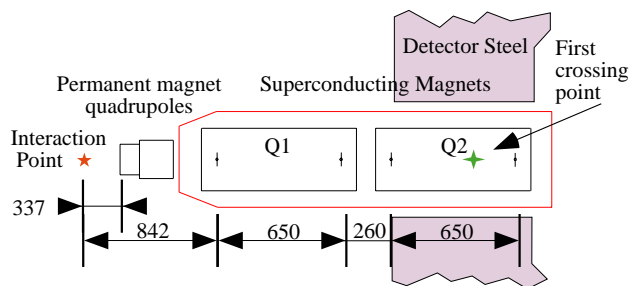 Detector Steel
First
crossing
point
Permanent magnet
quadrupoles
Superconducting Magnets
Interaction
Point
Q1
Q2
337
842
650
260
650